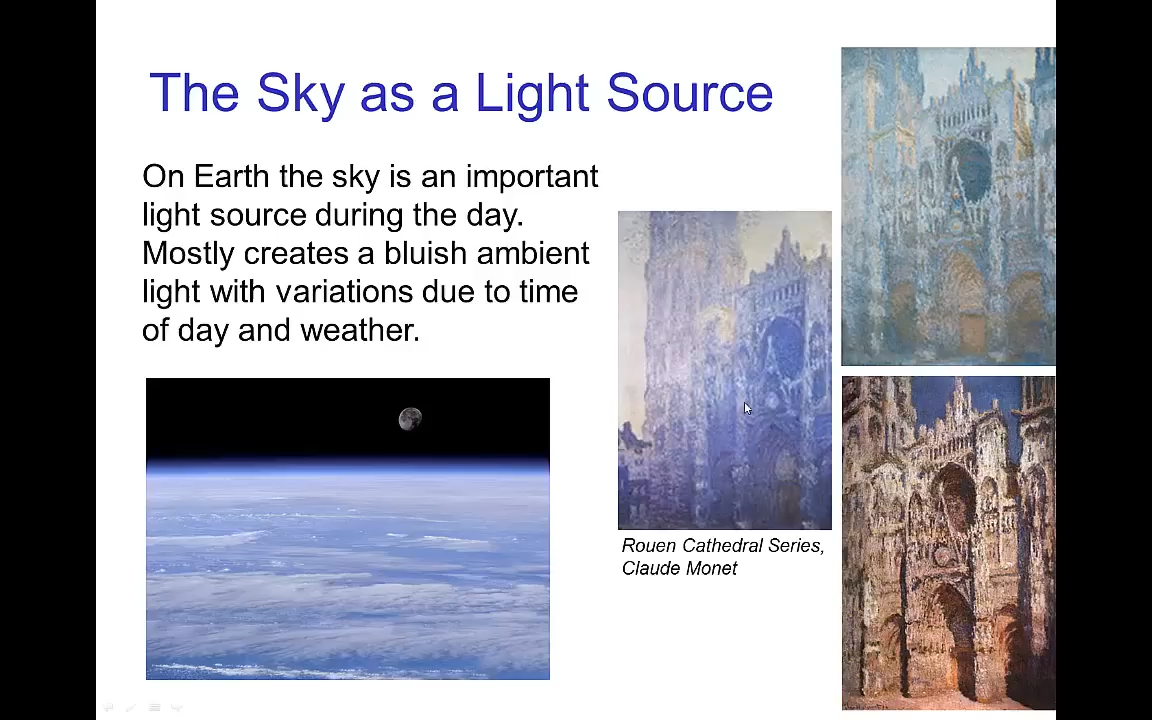 The Sky as a Light Source
On Earth the sky is an important
light source during the day.
Mostly creates a bluish ambient
light with variations due to time
of day and weather.
Rouen Cathedral Series,
Claude Monet